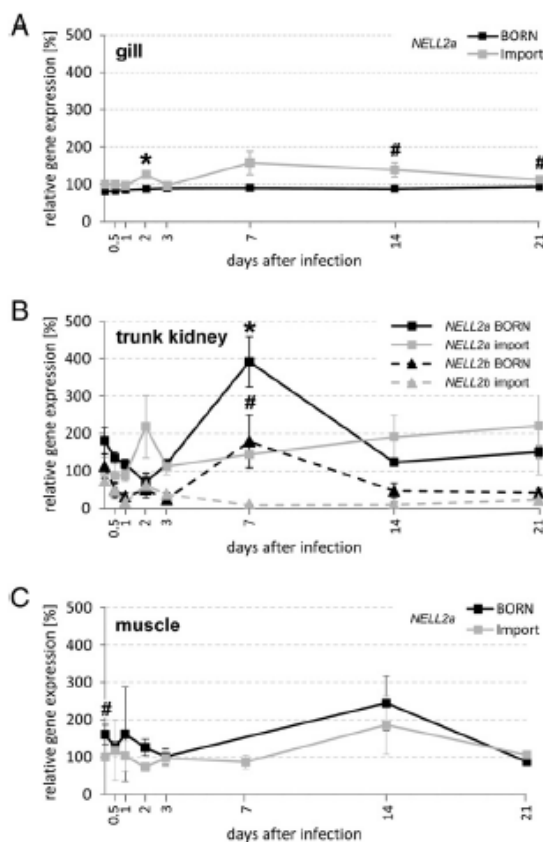 A
gill
NELL2a
BORN
Import
relative gene expression [%]
500
400
300
200
100
0
*
#
#
0.5
1
2
3
7
14
21
days after infection
B
trunk kidney
NELL2a BORN
NELL2a import
NELL2b BORN
NELL2b import
relative gene expression [%]
500
400
300
200
100
0
*
#
0.5
1
2
3
7
14
21
days after infection
C
muscle
NELL2a
BORN
Import
relative gene expression [%]
500
400
300
200
100
0
#
0.5
1
2
3
7
14
21
days after infection